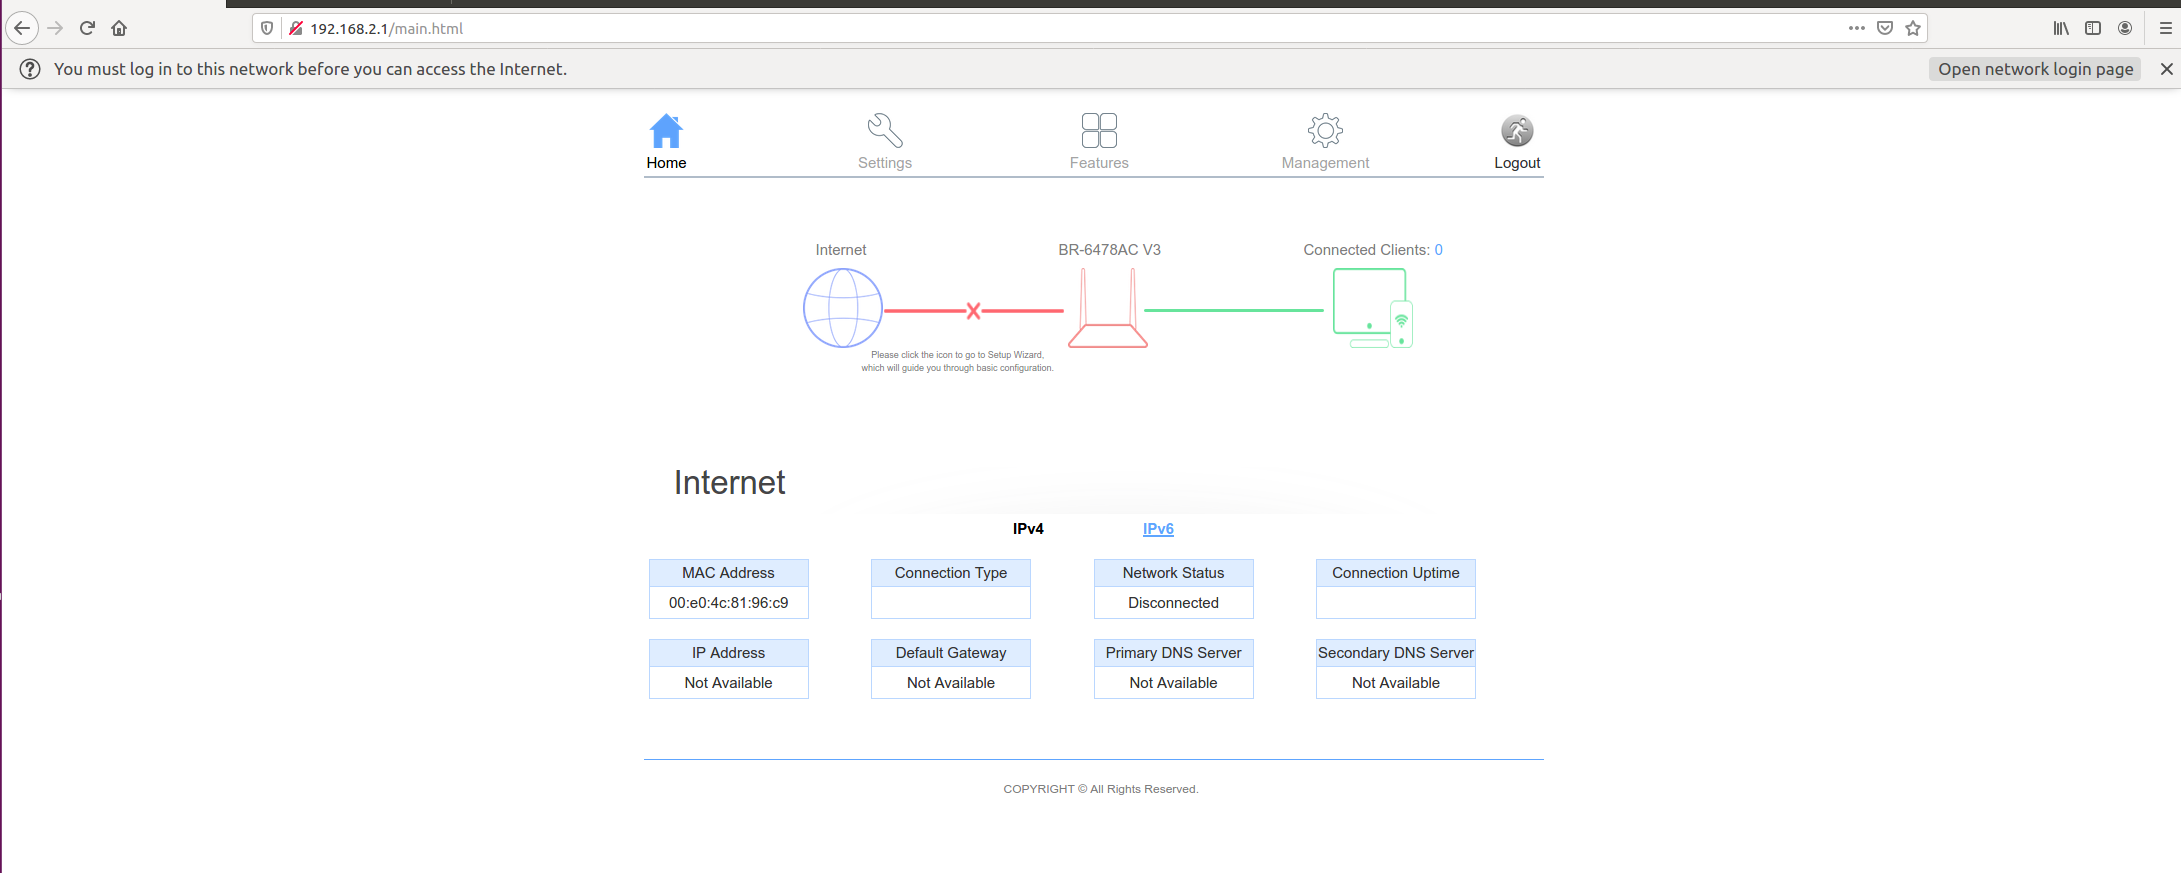 192.168.2.1/main.html
You must log in to this network before you can access the Internet.
Open network login page
Home
Settings
Features
Management
Logout
Internet
BR-6478AC V3
Connected Clients: 0
Please click the icon to go to Setup Wizard,
which will guide you through basic configuration.
Internet
IPv4
IPv6
MAC Address
Connection Type
Network Status
Connection Uptime
00:e0:4c:81:96:c9
Disconnected
IP Address
Default Gateway
Primary DNS Server
Secondary DNS Server
Not Available
Not Available
Not Available
Not Available
COPYRIGHT © All Rights Reserved.